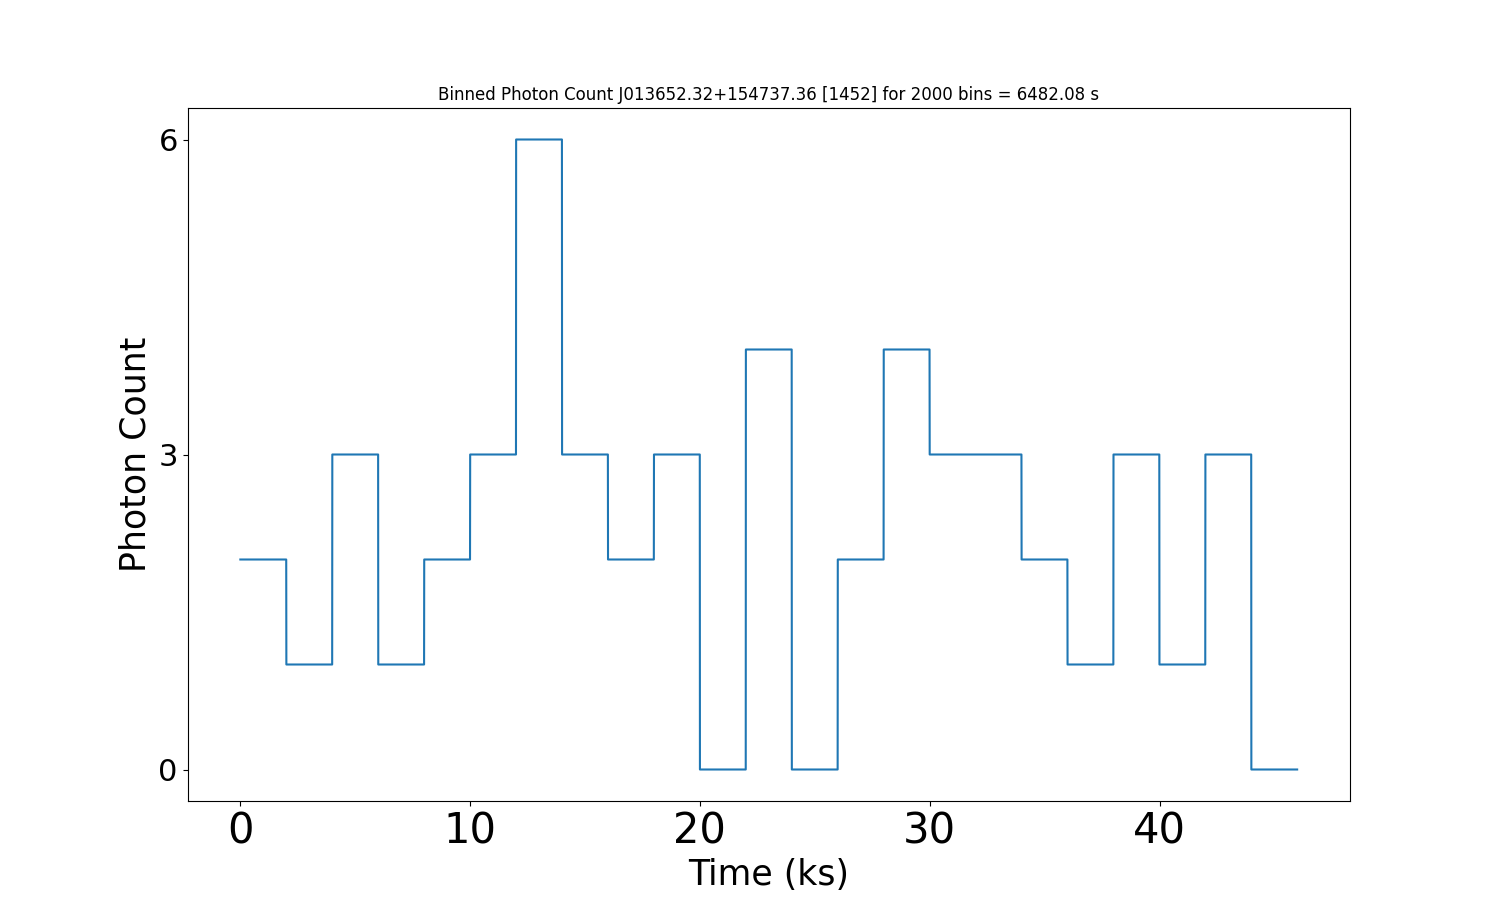 Binned Photon Count J013652.32+154737.36 [1452] for 2000 bins = 6482.08 s
6
3
0
Photon Count
0 10 20 30 40
Time (ks)